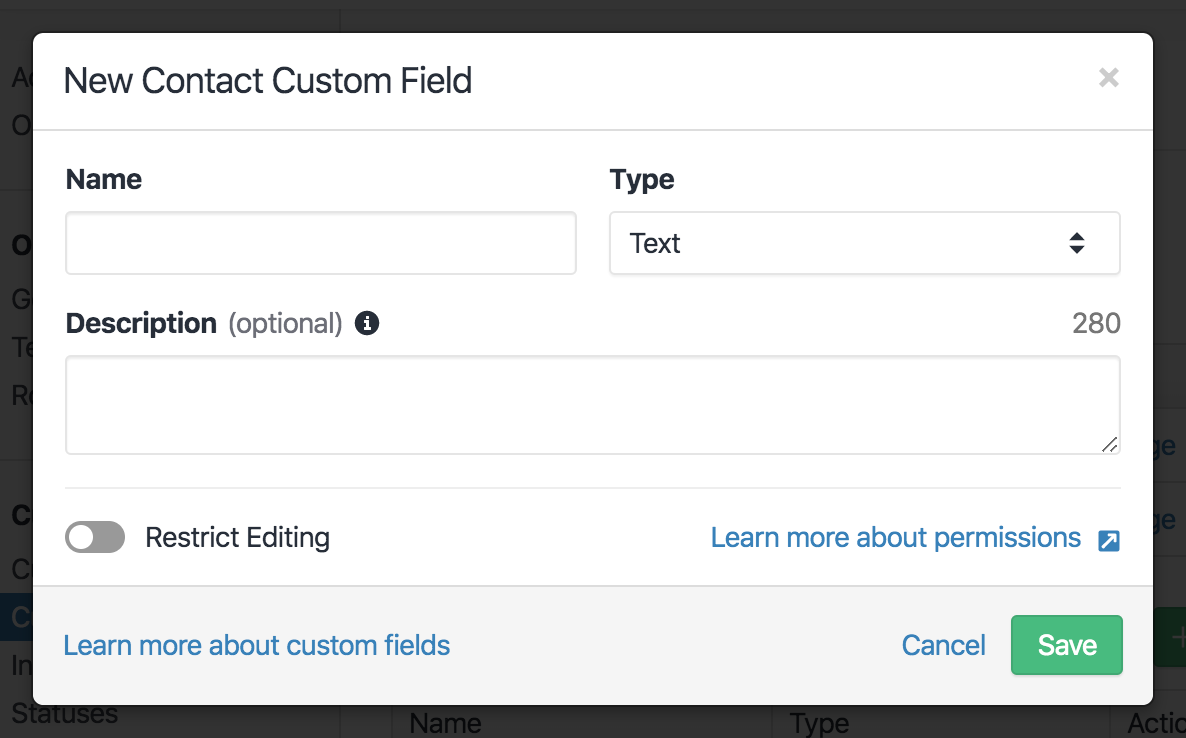 New Contact Custom Field
×
Name
Type
Text
Description (optional)
280
Restrict Editing
Learn more about permissions
Learn more about custom fields
Cancel
Save
Statuses
Name
Type